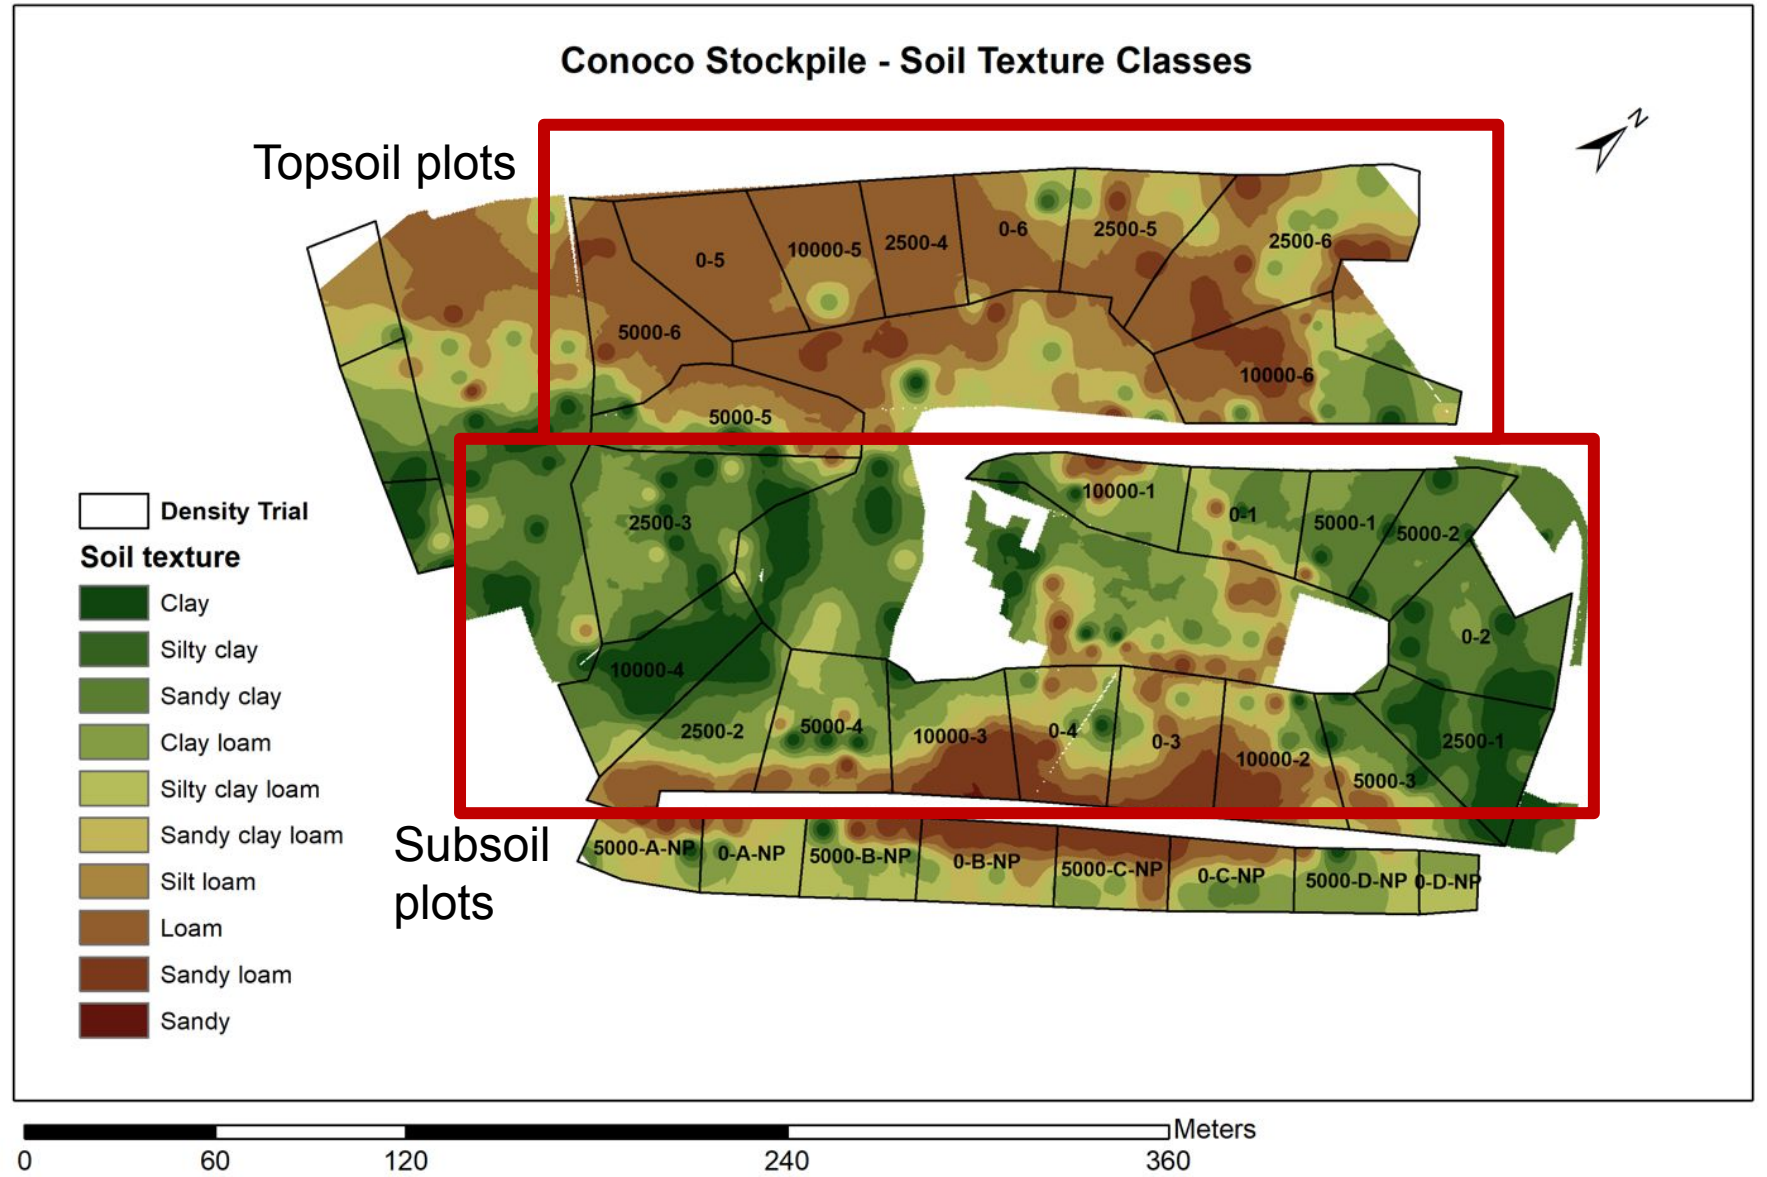 Conoco Stockpile - Soil Texture Classes
N
Topsoil plots
0-5
10000-5
2500-4
0-6
2500-5
2500-6
5000-6
10000-6
5000-5
2500-3
10000-1
0-1
5000-1
5000-2
0-2
10000-4
2500-2
5000-4
10000-3
0-4
0-3
10000-2
5000-3
2500-1
Density Trial
Soil texture
Clay
Silty clay
Sandy clay
Clay loam
Silty clay loam
Sandy clay loam
Silt loam
Loam
Sandy loam
Sandy
Subsoil
plots
5000-A-NP
0-A-NP
5000-B-NP
0-B-NP
5000-C-NP
0-C-NP
5000-D-NP
0-D-NP
Meters
0 60 120 240 360